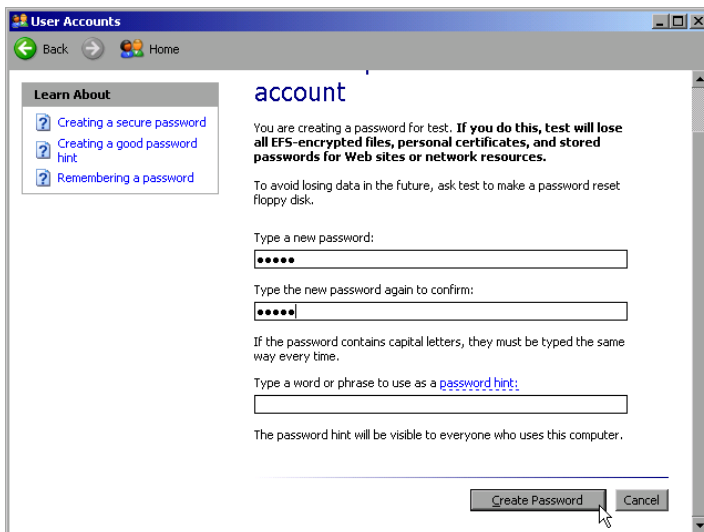 User Accounts
Back Home
Learn About
Creating a secure password
Creating a good password
hint
Remembering a password
account
You are creating a password for test. If you do this, test will lose
all EFS-encrypted files, personal certificates, and stored
passwords for Web sites or network resources.
To avoid losing data in the future, ask test to make a password reset
floppy disk.
Type a new password:
●●●●●
Type the new password again to confirm:
●●●●●
If the password contains capital letters, they must be typed the same
way every time.
Type a word or phrase to use as a password hint:
The password hint will be visible to everyone who uses this computer.
Create Password Cancel